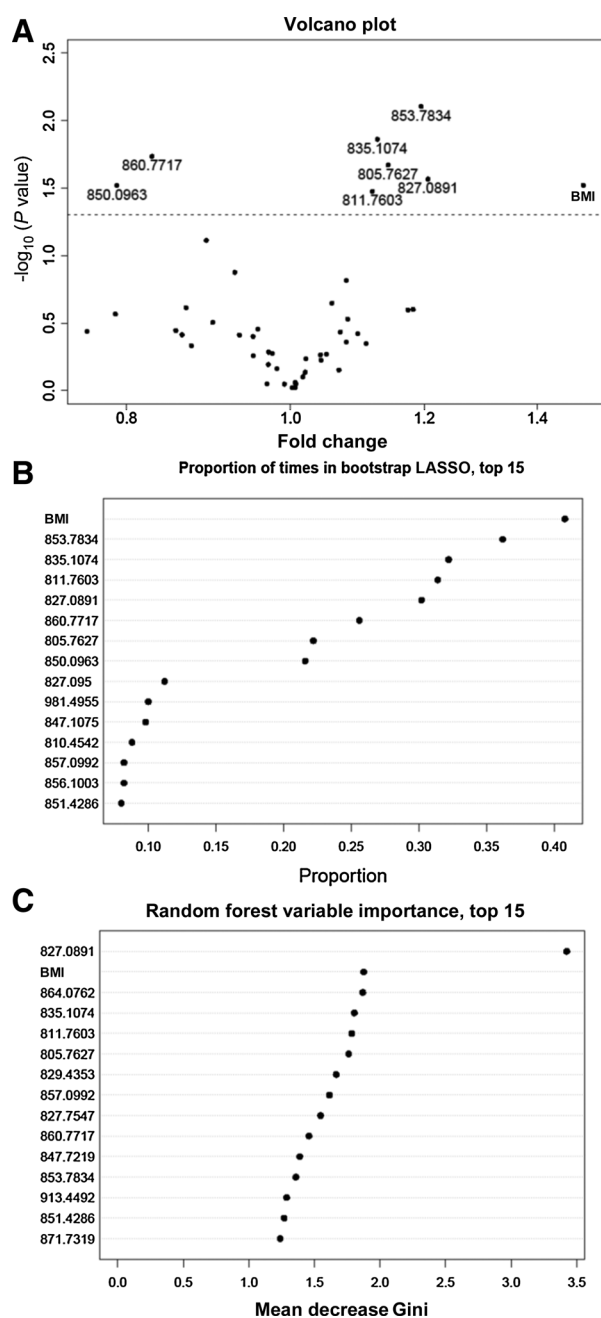 A
Volcano plot
2.5
2.0
1.5
1.0
0.5
0.0
-log10 (P value)
853.7834
835.1074
860.7717
805.7627
850.0963
827.0891
811.7603
BMI
0.8 1.0 1.2 1.4
Fold change
B
Proportion of times in bootstrap LASSO, top 15
BMI
853.7834
835.1074
811.7603
827.0891
860.7717
805.7627
850.0963
827.095
981.4955
847.1075
810.4542
857.0992
856.1003
851.4286
0.10 0.20 0.25 0.30 0.35 0.40
Proportion
C
Random forest variable importance, top 15
827.0891
BMI
864.0762
835.1074
811.7603
805.7627
829.4353
857.0992
827.7547
860.7717
847.7219
853.7834
913.4492
851.4286
871.7319
0.0 0.5 1.0 1.5 2.0 2.5 3.0 3.5
Mean decrease Gini